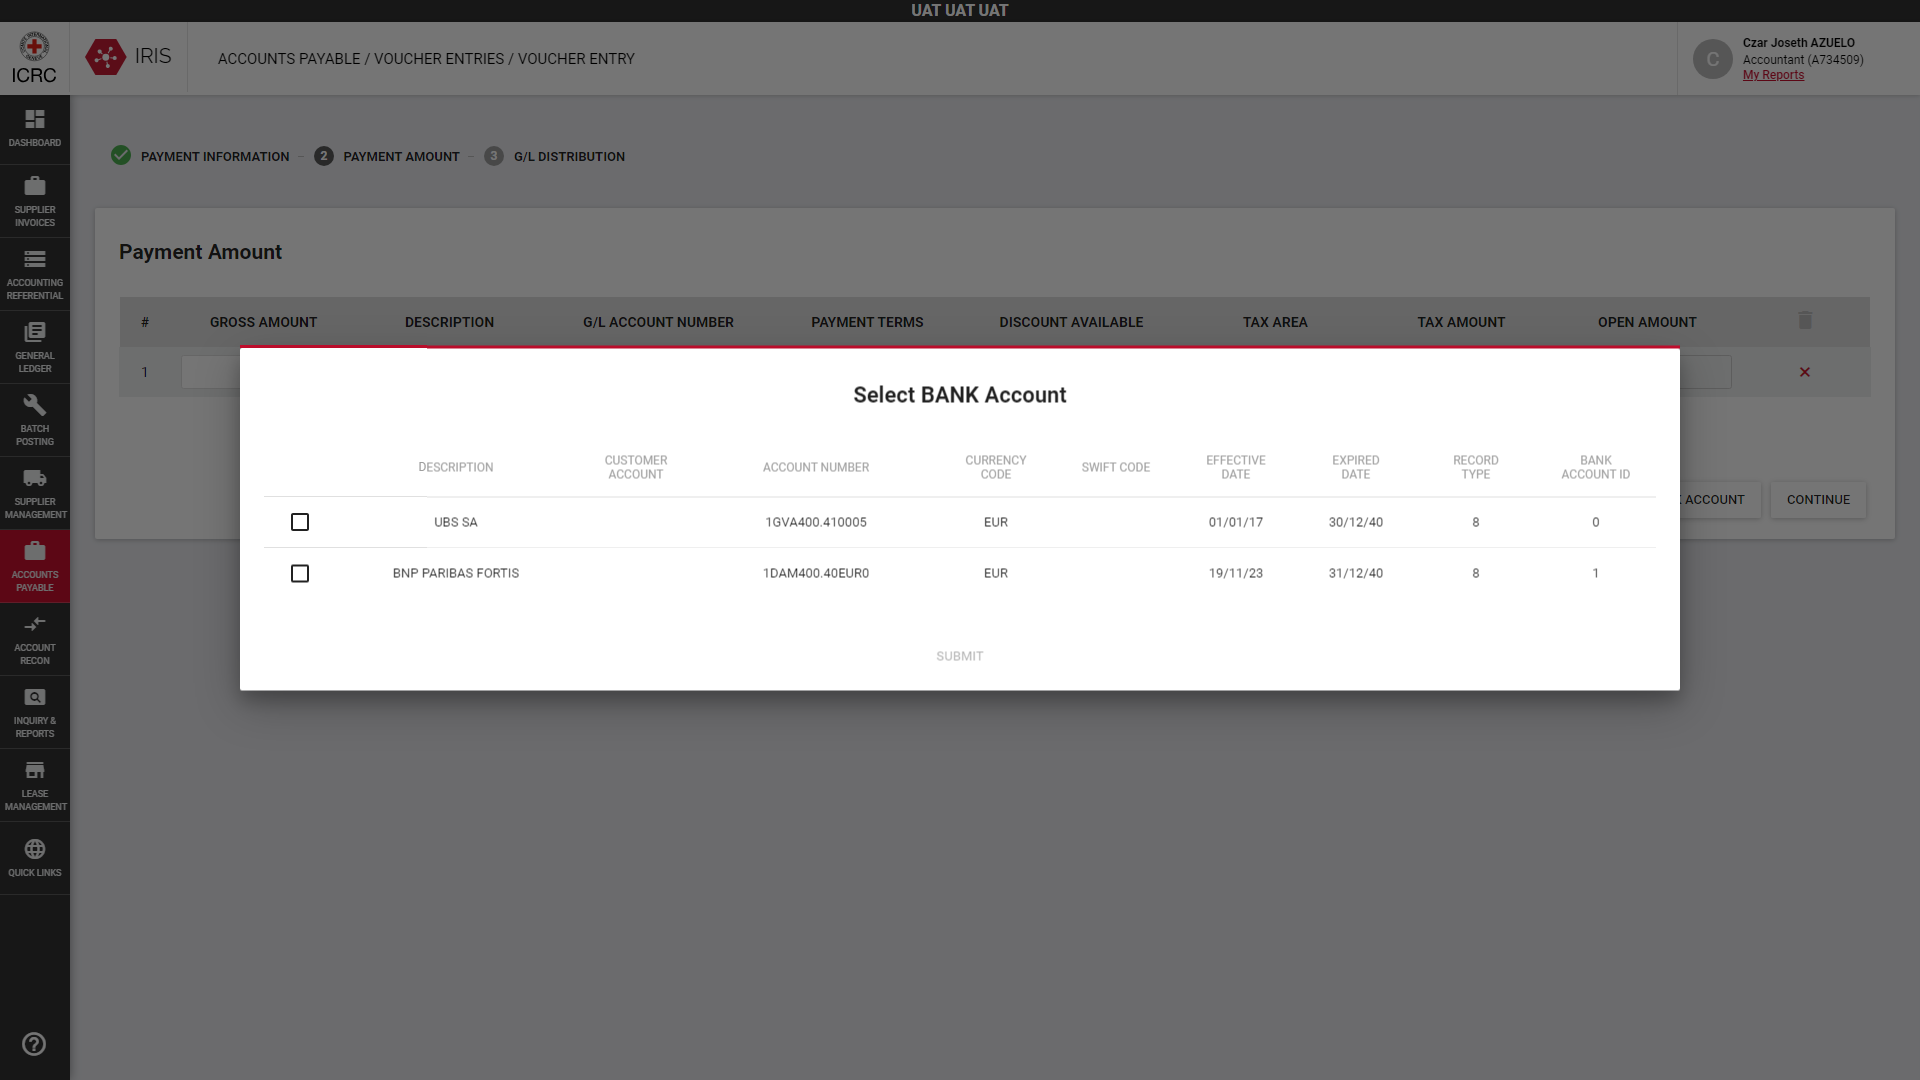 UAT UAT UAT
ICRC
IRIS
ACCOUNTS PAYABLE / VOUCHER ENTRIES / VOUCHER ENTRY
C
Czar Joseth AZUELO
Accountant (A734509)
My Reports
DASHBOARD
SUPPLIER
INVOICES
ACCOUNTING
REFERENTIAL
GENERAL
LEDGER
BATCH
POSTING
SUPPLIER
MANAGEMENT
ACCOUNTS
PAYABLE
ACCOUNT
RECON
INQUIRY &
REPORTS
LEASE
MANAGEMENT
QUICK LINKS
PAYMENT INFORMATION – 2 PAYMENT AMOUNT – 3 G/L DISTRIBUTION
Payment Amount
# GROSS AMOUNT DESCRIPTION G/L ACCOUNT NUMBER PAYMENT TERMS DISCOUNT AVAILABLE TAX AREA TAX AMOUNT OPEN AMOUNT
1
Select BANK Account
DESCRIPTION CUSTOMER ACCOUNT ACCOUNT NUMBER CURRENCY CODE SWIFT CODE EFFECTIVE DATE EXPIRED DATE RECORD TYPE BANK ACCOUNT ID
UBS SA 1GVA400.410005 EUR 01/01/17 30/12/40 8 0
BNP PARIBAS FORTIS 1DAM400.40EUR0 EUR 19/11/23 31/12/40 8 1
SUBMIT
ACCOUNT
CONTINUE